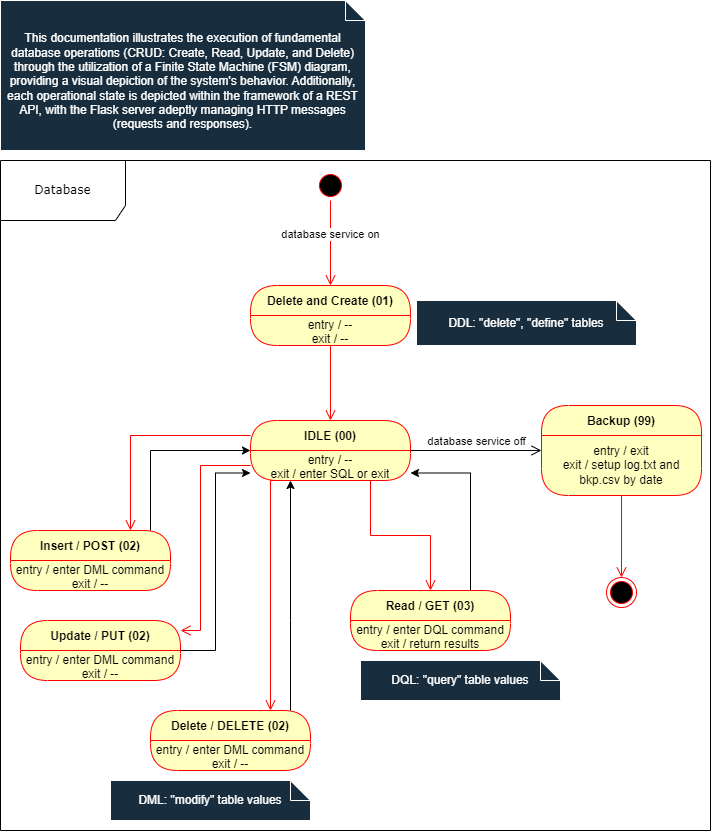 This documentation illustrates the execution of fundamental
database operations (CRUD: Create, Read, Update, and Delete)
through the utilization of a Finite State Machine (FSM) diagram,
providing a visual depiction of the system's behavior. Additionally,
each operational state is depicted within the framework of a REST
API, with the Flask server adeptly managing HTTP messages
(requests and responses).
Database
database service on
Delete and Create (01)
entry / --
exit / --
DDL: "delete", "define" tables
IDLE (00)
entry / --
exit / enter SQL or exit
database service off
Backup (99)
entry / exit
exit / setup log.txt and
bkp.csv by date
Insert / POST (02)
entry / enter DML command
exit / --
Update / PUT (02)
entry / enter DML command
exit / --
Read / GET (03)
entry / enter DQL command
exit / return results
DQL: "query" table values
Delete / DELETE (02)
entry / enter DML command
exit / --
DML: "modify" table values